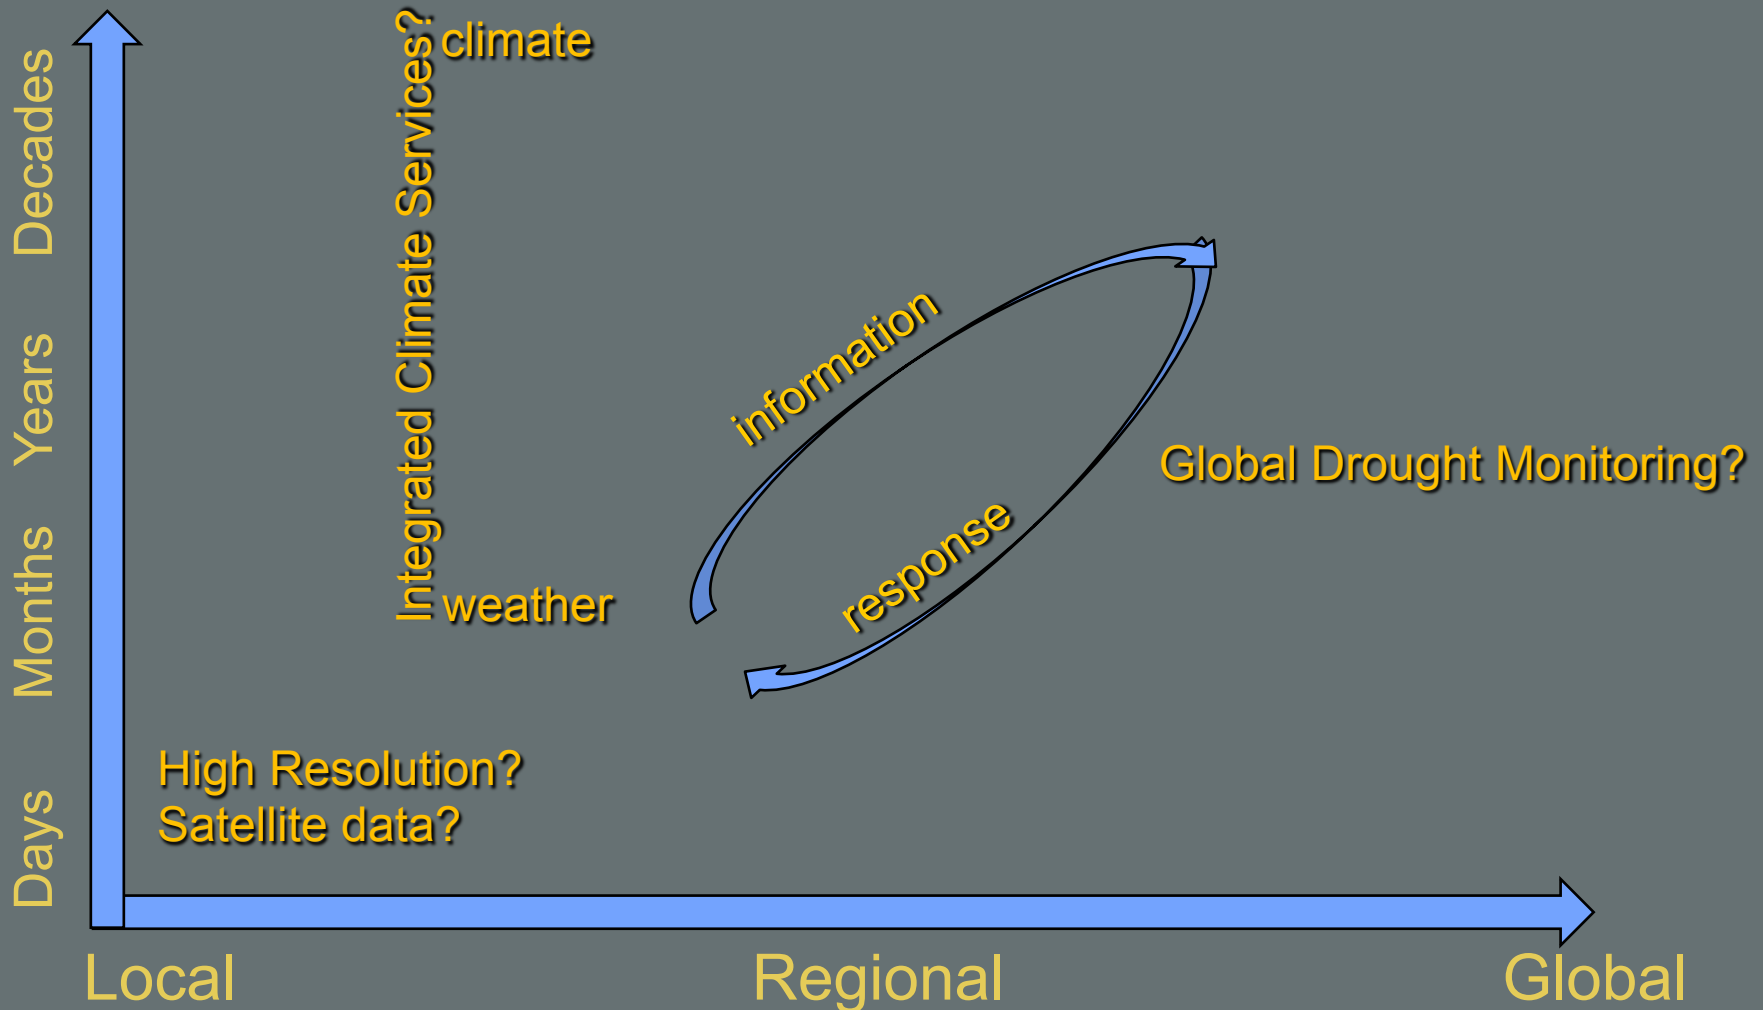 Decades
Years
Months
Days
Integrated Climate Services?
climate
weather
information
response
Global Drought Monitoring?
High Resolution?
Satellite data?
Local
Regional
Global